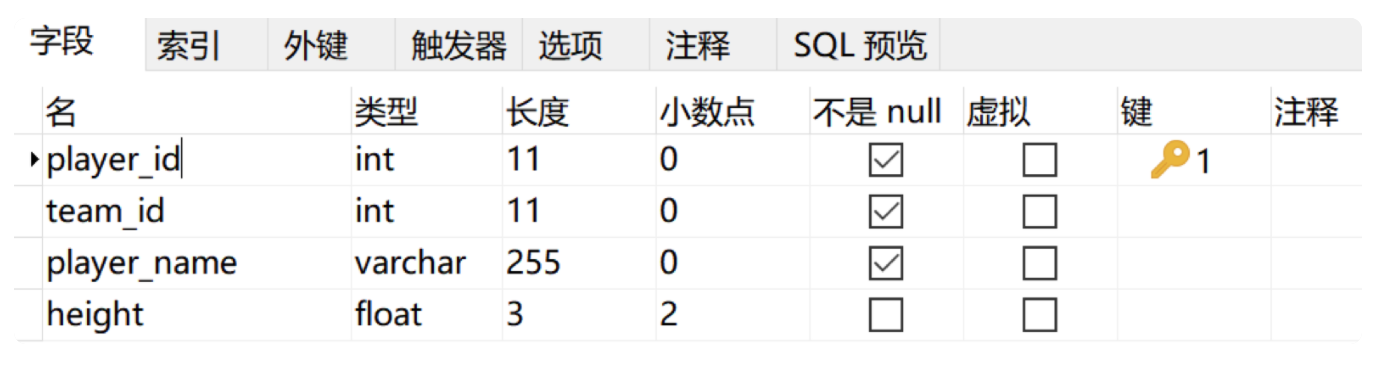 字段 索引 外键 触发器 选项 注释 SQL 预览
名 类型 长度 小数点 不是 null 虚拟 键 注释
player_id int 11 0 1
team_id int 11 0
player_name varchar 255 0
height float 3 2